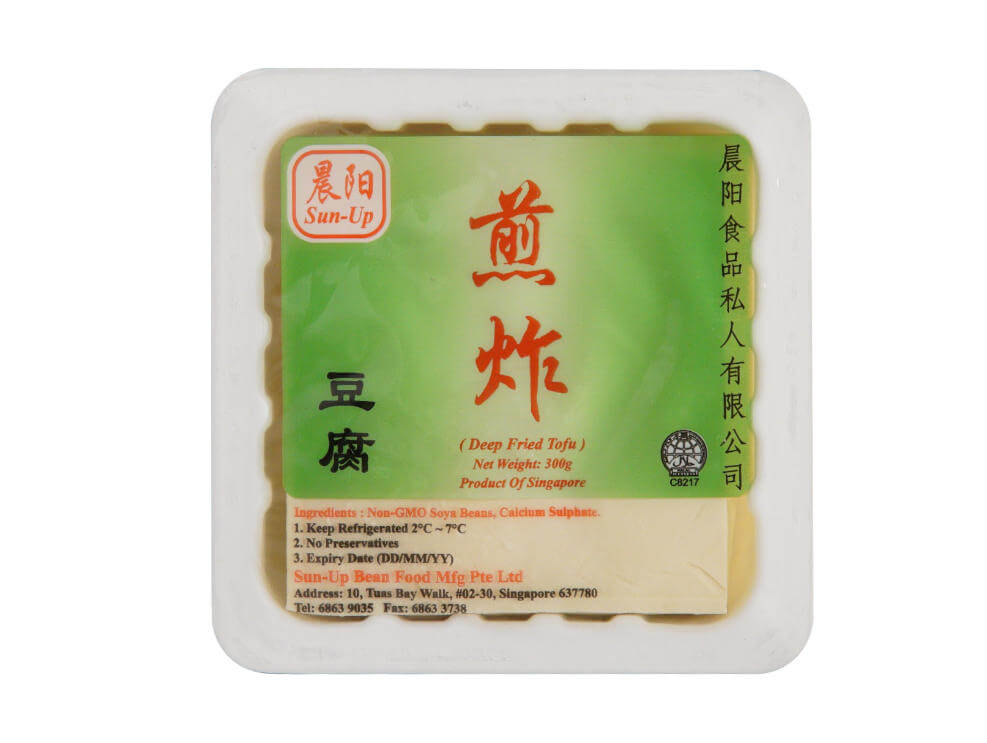 晨阳
Sun-Up
煎炸
豆腐
晨阳食品私人有限公司
( Deep Fried Tofu )
Net Weight: 300g
Product Of Singapore
C8217
Ingredients : Non-GMO Soya Beans, Calcium Sulphate.
1. Keep Refrigerated 2°C ~ 7°C
2. No Preservatives
3. Expiry Date (DD/MM/YY)
Sun-Up Bean Food Mfg Pte Ltd
Address: 10, Tuas Bay Walk, #02-30, Singapore 637780
Tel: 6863 9035 Fax: 6863 3738